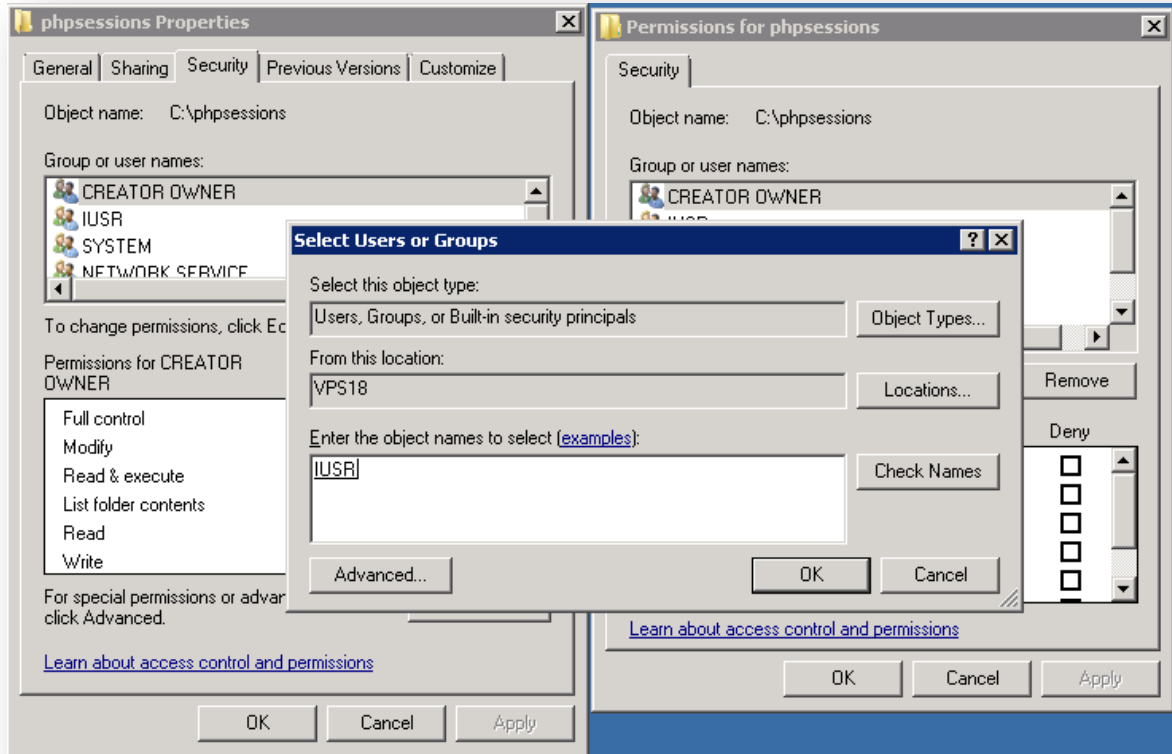 phpsessions Properties
General Sharing Security Previous Versions Customize
Object name: C:\phpsessions
Group or user names:
CREATOR OWNER
IUSR
SYSTEM
NETWORK SERVICE
To change permissions, click Ed
Permissions for CREATOR
OWNER
Full control
Modify
Read & execute
List folder contents
Read
Write
For special permissions or advan
click Advanced.
Learn about access control and permissions
OK Cancel Apply
Permissions for phpsessions
Security
Object name: C:\phpsessions
Group or user names:
CREATOR OWNER
IUSR
Remove
Deny
Learn about access control and permissions
OK Cancel Apply
Select Users or Groups
Select this object type:
Users, Groups, or Built-in security principals
Object Types...
From this location:
VPS18
Locations...
Enter the object names to select (examples):
IUSR
Check Names
Advanced...
OK Cancel